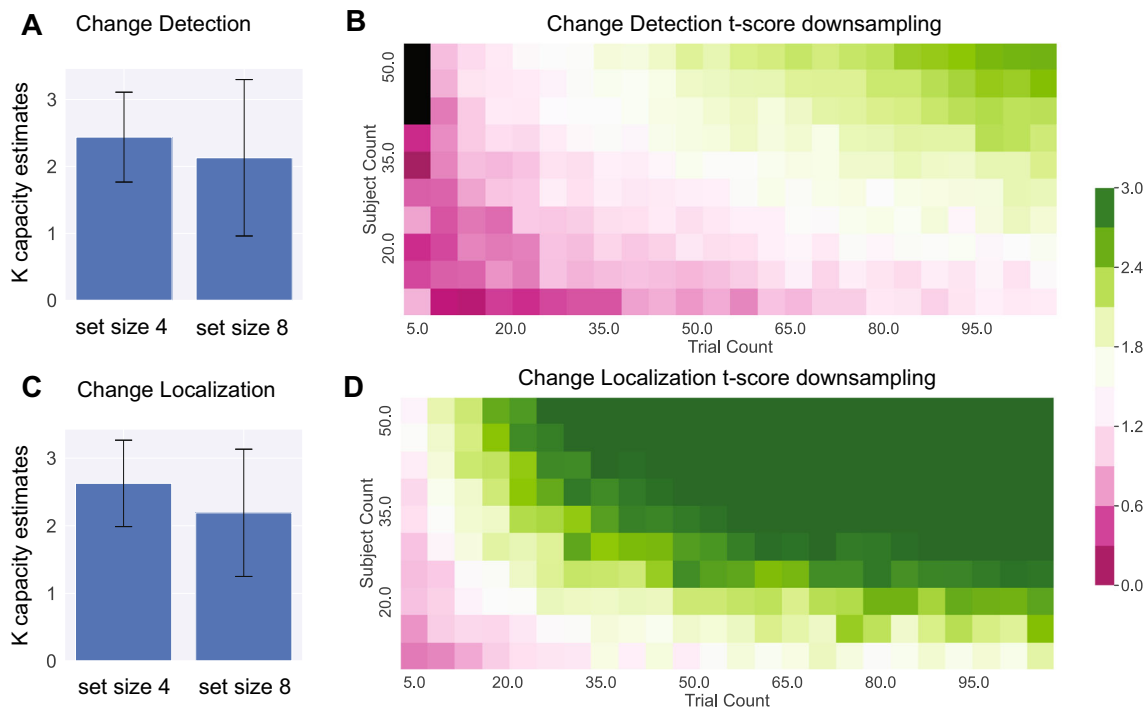 A Change Detection
K capacity estimates
3
2
1
0
set size 4 set size 8
B Change Detection t-score downsampling
Subject Count
50.0
35.0
20.0
5.0 20.0 35.0 50.0 65.0 80.0 95.0
Trial Count
C Change Localization
K capacity estimates
3
2
1
0
set size 4 set size 8
D Change Localization t-score downsampling
Subject Count
50.0
35.0
20.0
5.0 20.0 35.0 50.0 65.0 80.0 95.0
Trial Count
3.0
2.4
1.8
1.2
0.6
0.0